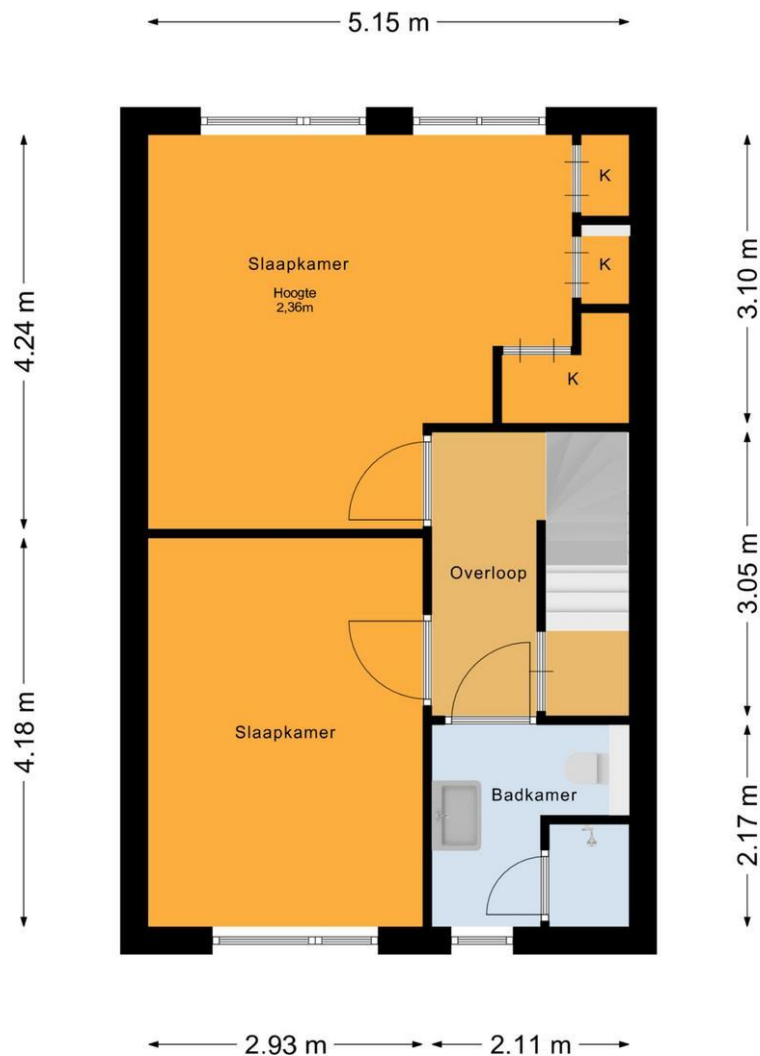 5.15 m
K
K
3.10 m
Slaapkamer
Hoogte
2,36m
4.24 m
K
Overloop
3.05 m
4.18 m
Slaapkamer
Badkamer
2.17 m
2.93 m
2.11 m